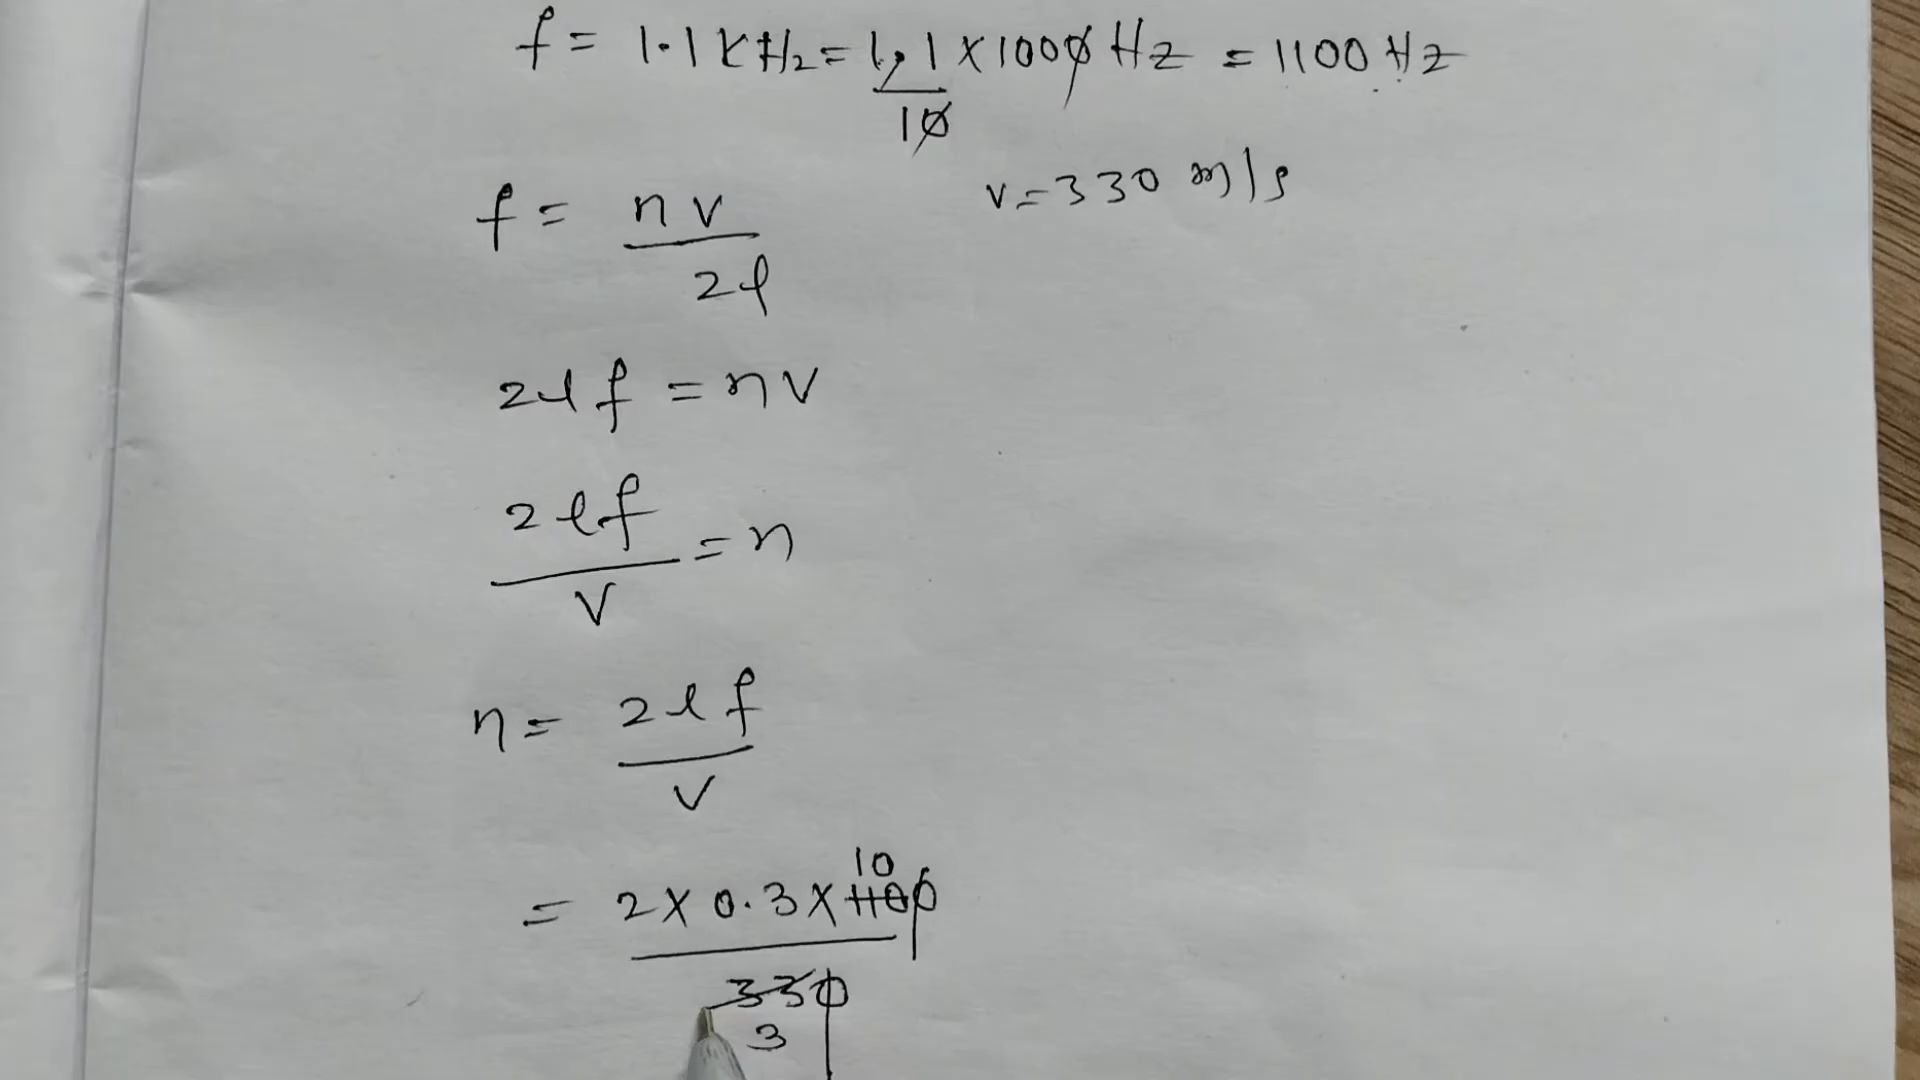 f = 1.1 KHz = 1.1 × 1000 Hz = 1100 Hz
10
f = nv
2l
v = 330 m/s
2lf = nv
2lf = n
v
n = 2lf
v
10
= 2 × 0.3 × 1100
330
3